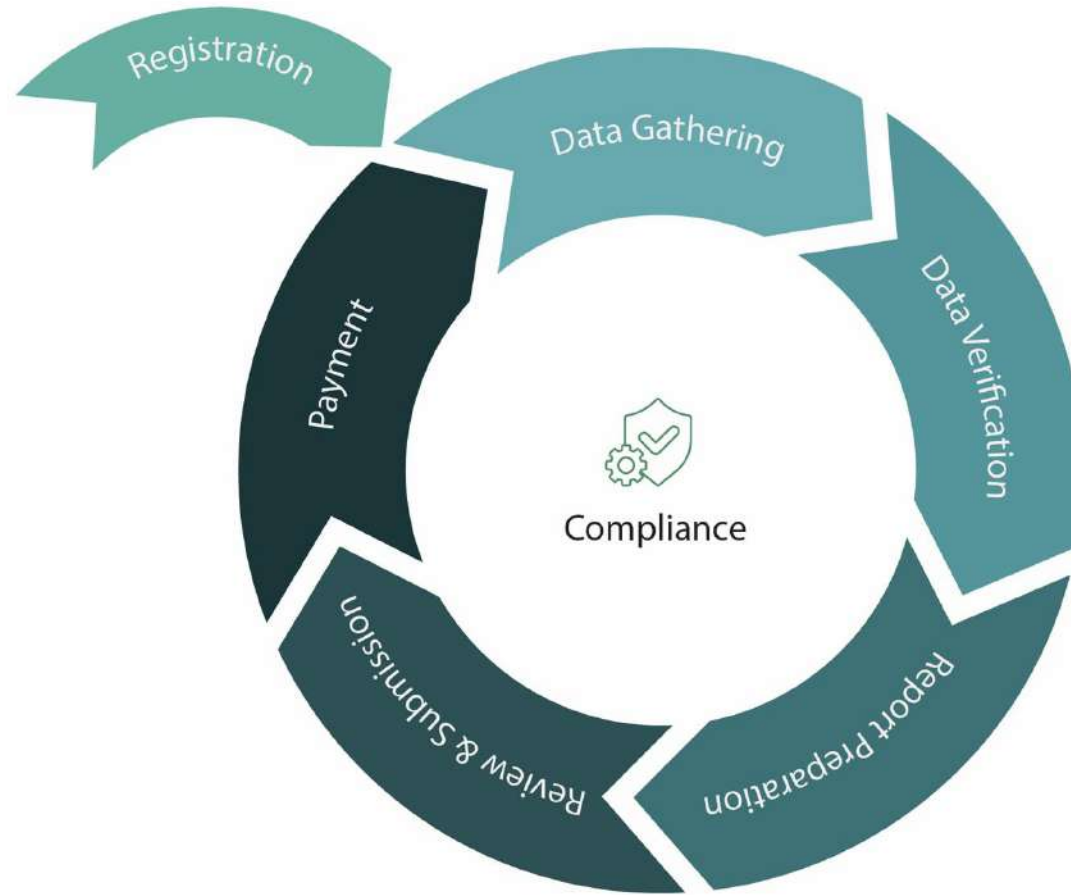 Registration
Data Gathering
Data Verification
Report Preparation
Review & Submission
Payment
Compliance